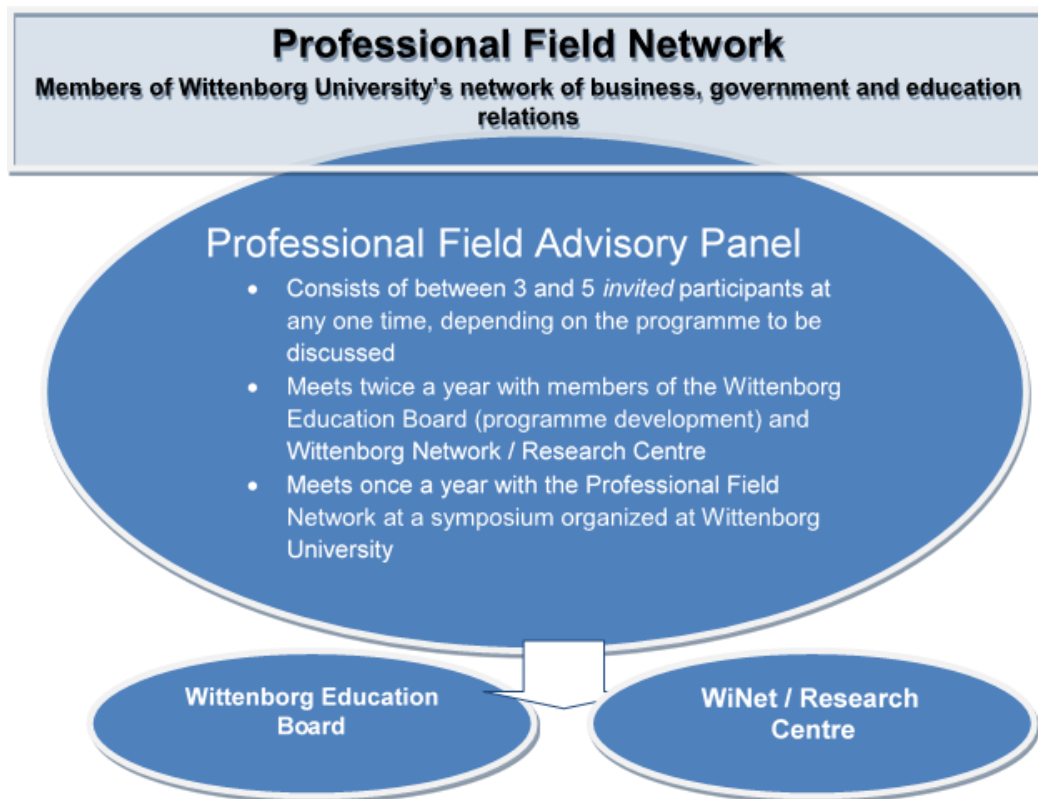 Professional Field Network
Members of Wittenborg University's network of business, government and education
relations
Professional Field Advisory Panel
• Consists of between 3 and 5 invited participants at
any one time, depending on the programme to be
discussed
• Meets twice a year with members of the Wittenborg
Education Board (programme development) and
Wittenborg Network / Research Centre
• Meets once a year with the Professional Field
Network at a symposium organized at Wittenborg
University
Wittenborg Education
Board
WiNet / Research
Centre